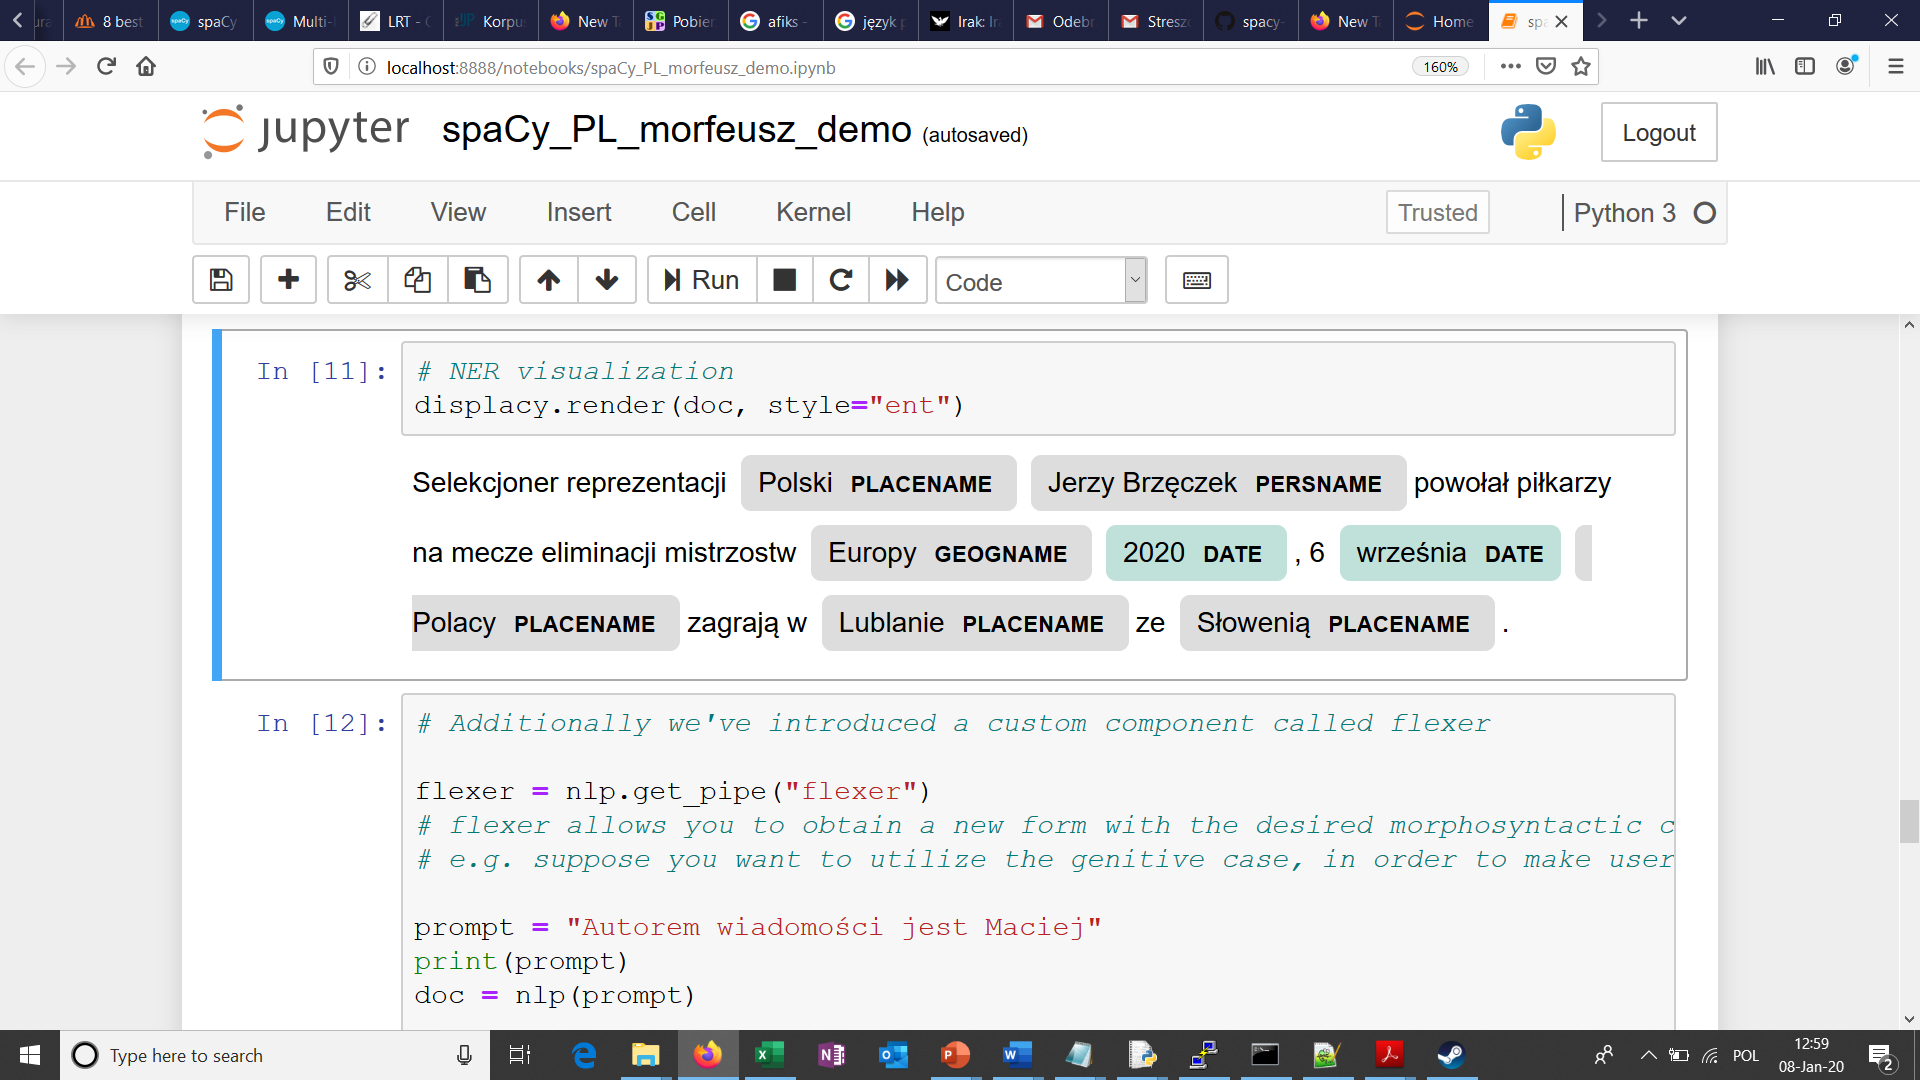 8 best
spaCy
Multi-
LRT - 
Korpu
New T
Pobier
afiks -
język p
Irak: Ir
Odebr
Stresz
spacy-
New T
Home
spa
localhost:8888/notebooks/spaCy_PL_morfeusz_demo.ipynb
160%
jupyter
spaCy_PL_morfeusz_demo (autosaved)
Logout
File Edit View Insert Cell Kernel Help
Trusted
Python 3
Run
Code
In [11]:
# NER visualization
displacy.render(doc, style="ent")
Selekcjoner reprezentacji Polski PLACENAME Jerzy Brzęczek PERSNAME powołał piłkarzy
na mecze eliminacji mistrzostw Europy GEOGNAME 2020 DATE , 6 września DATE
Polacy PLACENAME zagrają w Lublanie PLACENAME ze Słowenią PLACENAME .
In [12]:
# Additionally we've introduced a custom component called flexer
flexer = nlp.get_pipe("flexer")
# flexer allows you to obtain a new form with the desired morphosyntactic c
# e.g. suppose you want to utilize the genitive case, in order to make user
prompt = "Autorem wiadomości jest Maciej"
print(prompt)
doc = nlp(prompt)
Type here to search
POL
12:59
08-Jan-20
2